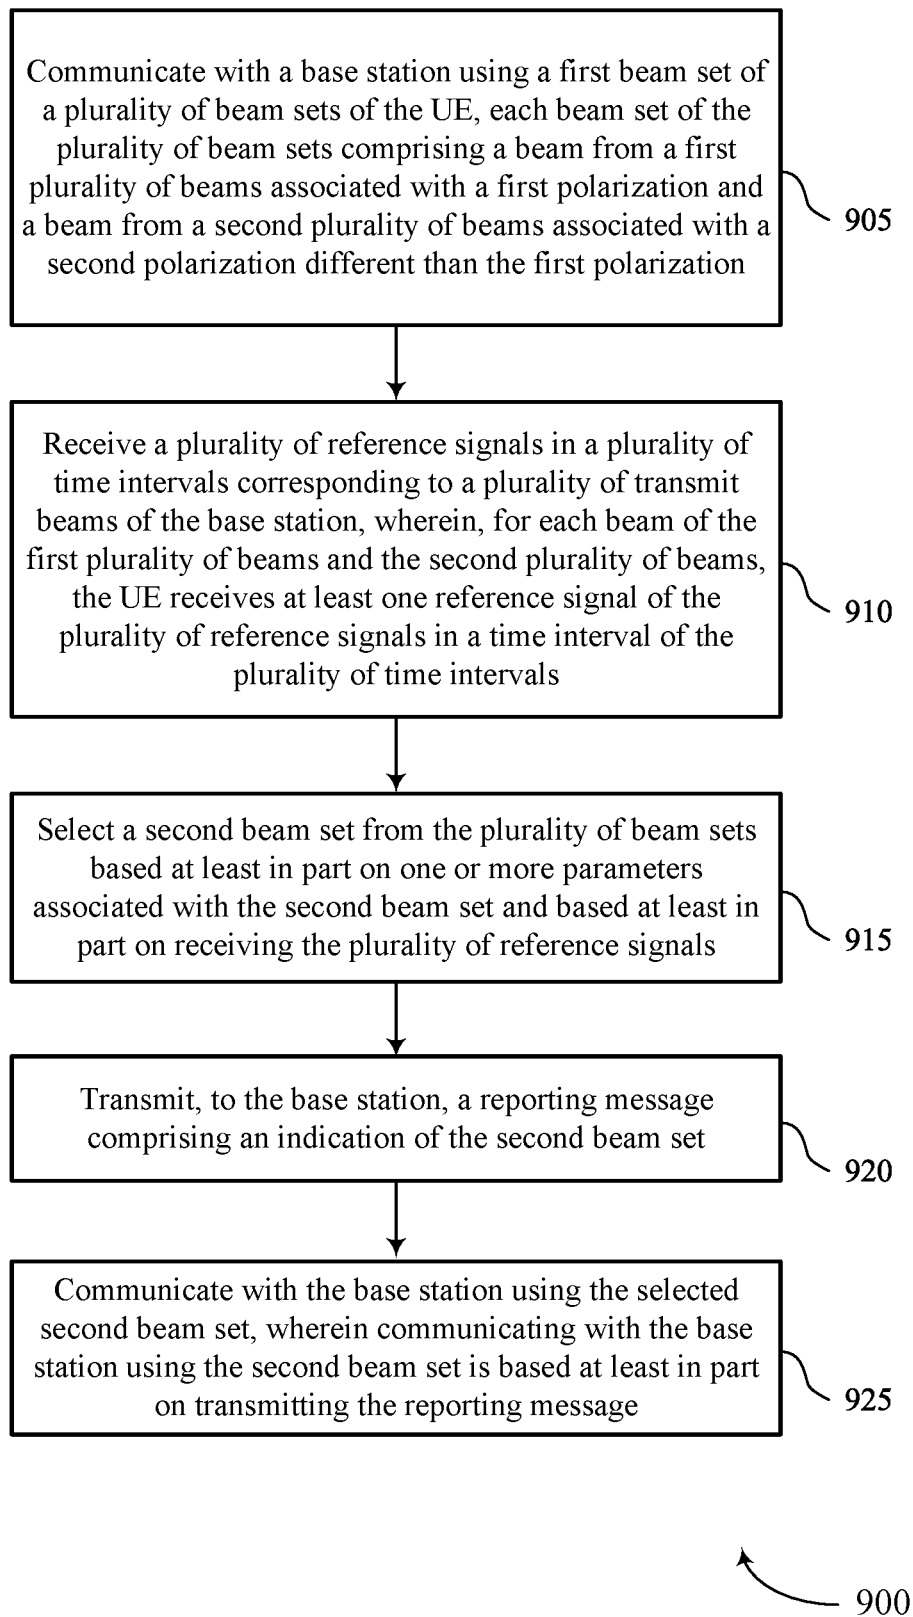 Communicate with a base station using a first beam set of
a plurality of beam sets of the UE, each beam set of the
plurality of beam sets comprising a beam from a first
plurality of beams associated with a first polarization and
a beam from a second plurality of beams associated with a
second polarization different than the first polarization
905
Receive a plurality of reference signals in a plurality of
time intervals corresponding to a plurality of transmit
beams of the base station, wherein, for each beam of the
first plurality of beams and the second plurality of beams,
the UE receives at least one reference signal of the
plurality of reference signals in a time interval of the
plurality of time intervals
910
Select a second beam set from the plurality of beam sets
based at least in part on one or more parameters
associated with the second beam set and based at least in
part on receiving the plurality of reference signals
915
Transmit, to the base station, a reporting message
comprising an indication of the second beam set
920
Communicate with the base station using the selected
second beam set, wherein communicating with the base
station using the second beam set is based at least in part
on transmitting the reporting message
925
900